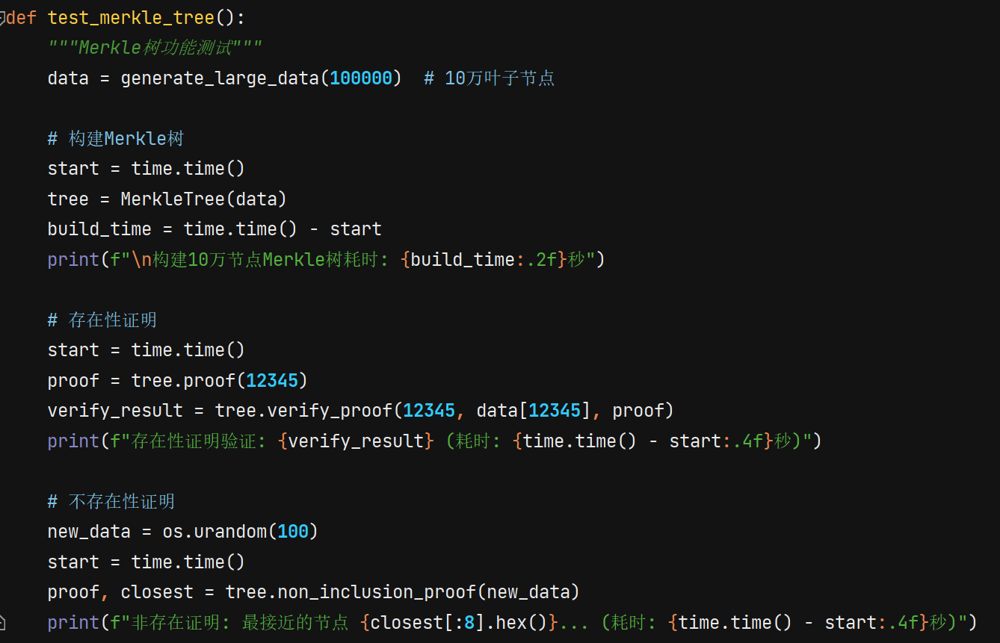 def test_merkle_tree():
    """Merkle树功能测试"""
    data = generate_large_data(100000)  # 10万叶子节点
    # 构建Merkle树
    start = time.time()
    tree = MerkleTree(data)
    build_time = time.time() - start
    print(f"\n构建10万节点Merkle树耗时: {build_time:.2f}秒")
    # 存在性证明
    start = time.time()
    proof = tree.proof(12345)
    verify_result = tree.verify_proof(12345, data[12345], proof)
    print(f"存在性证明验证: {verify_result} (耗时: {time.time() - start:.4f}秒)")
    # 不存在性证明
    new_data = os.urandom(100)
    start = time.time()
    proof, closest = tree.non_inclusion_proof(new_data)
    print(f"非存在证明: 最接近的节点 {closest[:8].hex()}... (耗时: {time.time() - start:.4f}秒)")